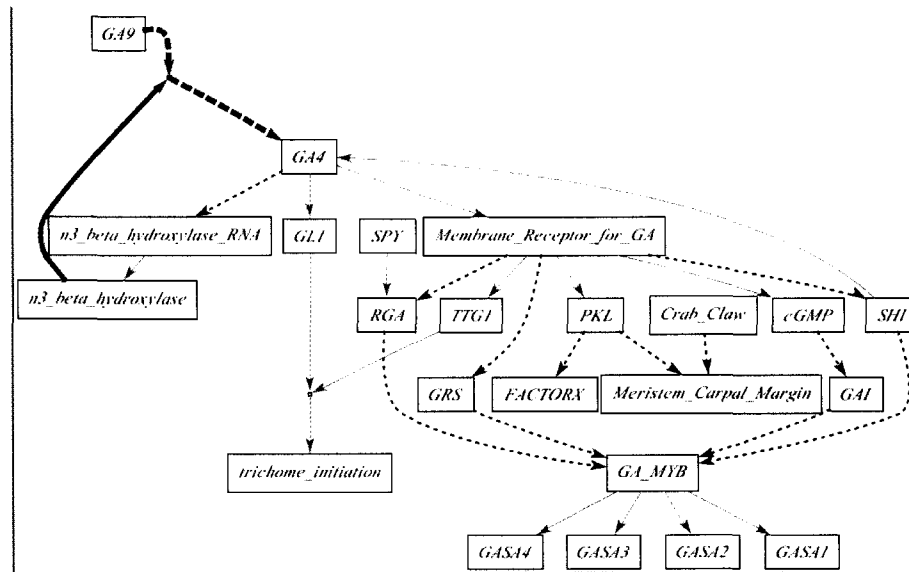 GA9
GA4
n3_beta_hydroxylase_RNA
GL1
SPY
Membrane_Receptor_for_GA
n3_beta_hydroxylase
RGA
TTG1
PKL
Crab_Claw
cGMP
SHI
GRS
FACTORX
Meristem_Carpal_Margin
GAI
trichome_initiation
GA_MYB
GASA4
GASA3
GASA2
GASA1